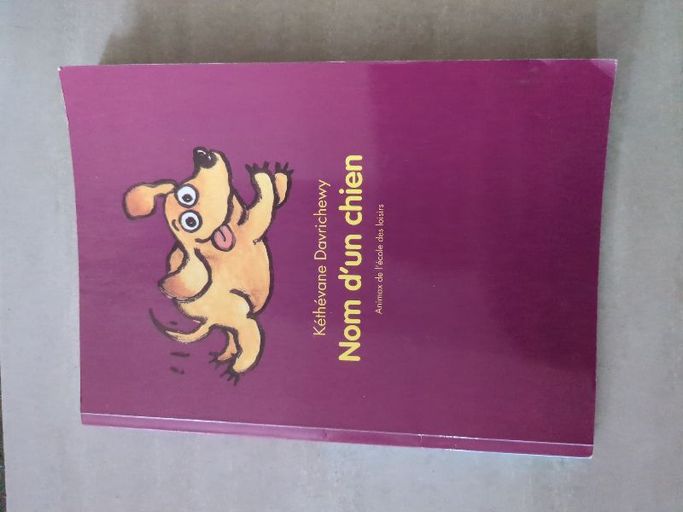 Kéthévane Davrichewy
Nom d'un chien
Animax de l'école des loisirs